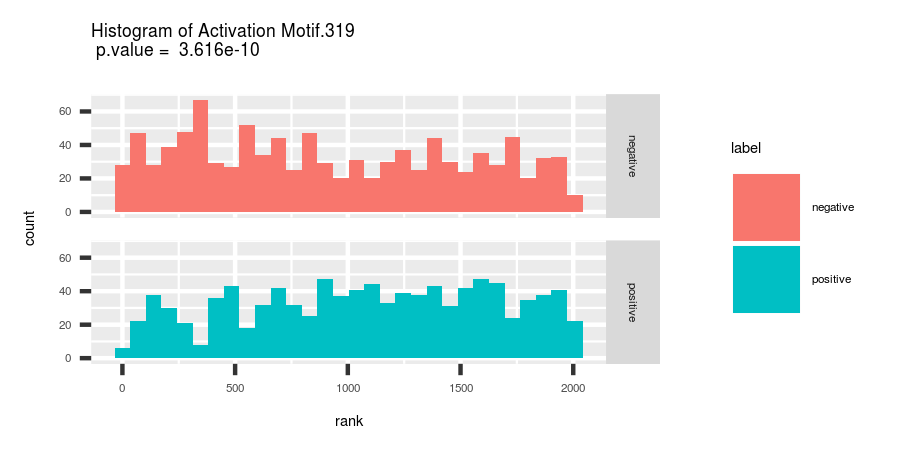 Histogram of Activation Motif.319
p.value = 3.616e-10
count
60
40
20
0
negative
60
40
20
0
positive
0 500 1000 1500 2000
rank
label
negative
positive